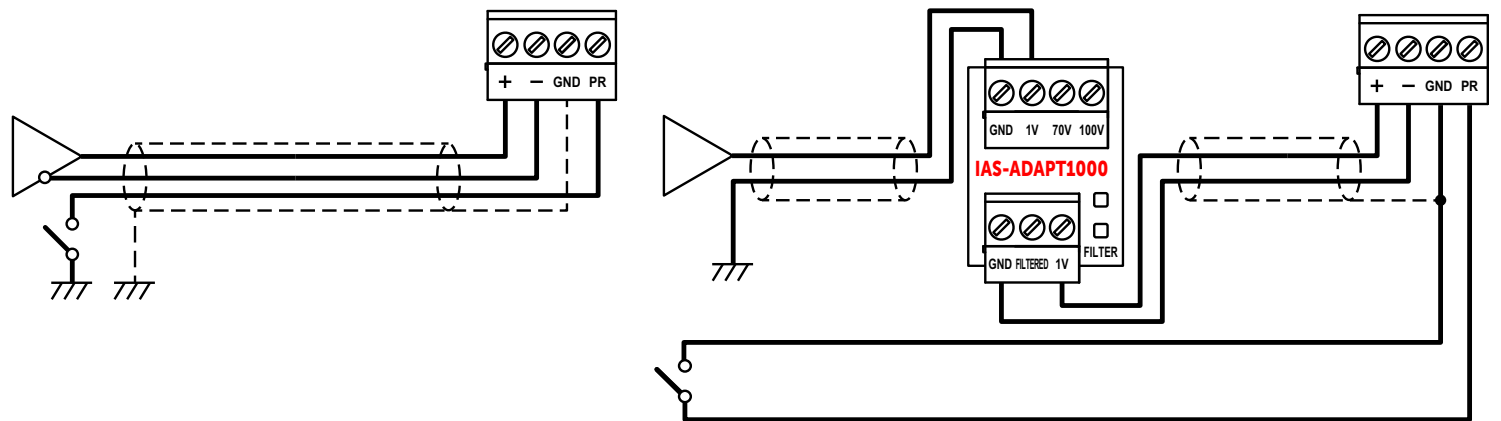 + − GND PR
GND 1V 70V 100V
IAS-ADAPT1000
FILTER
GND FILTERED 1V
+ − GND PR